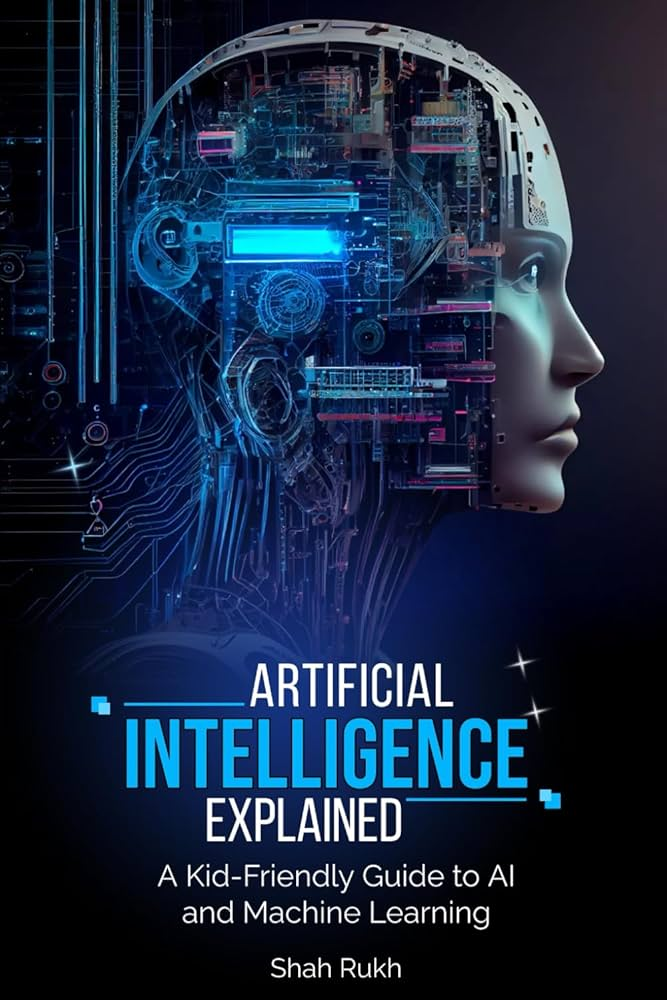 ARTIFICIAL
INTELLIGENCE
EXPLAINED
A Kid-Friendly Guide to AI
and Machine Learning
Shah Rukh